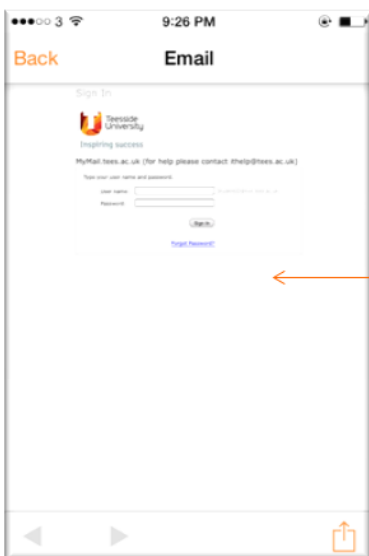 3 9:26 PM
Back Email
Sign In
Teesside
University
Inspiring success
MyMail.tees.ac.uk (for help please contact ithelp@tees.ac.uk)
Type your user name and password.
User name:
Password:
Sign In
Forgot Password?